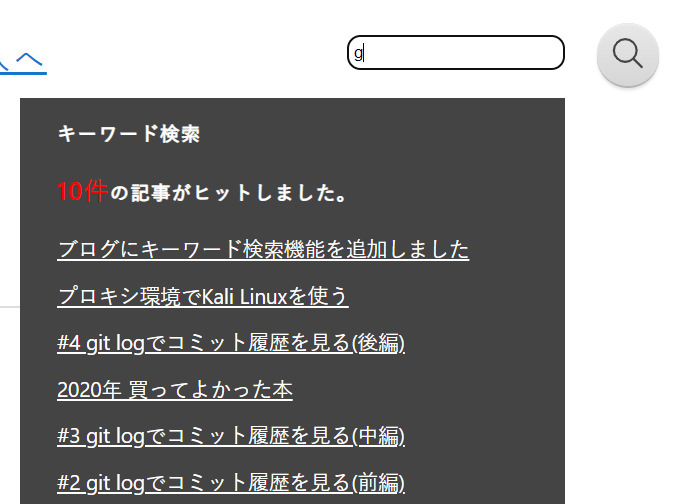 へ
g
キーワード検索
10件の記事がヒットしました。
ブログにキーワード検索機能を追加しました
プロキシ環境でKali Linuxを使う
#4 git logでコミット履歴を見る(後編)
2020年 買ってよかった本
#3 git logでコミット履歴を見る(中編)
#2 git logでコミット履歴を見る(前編)